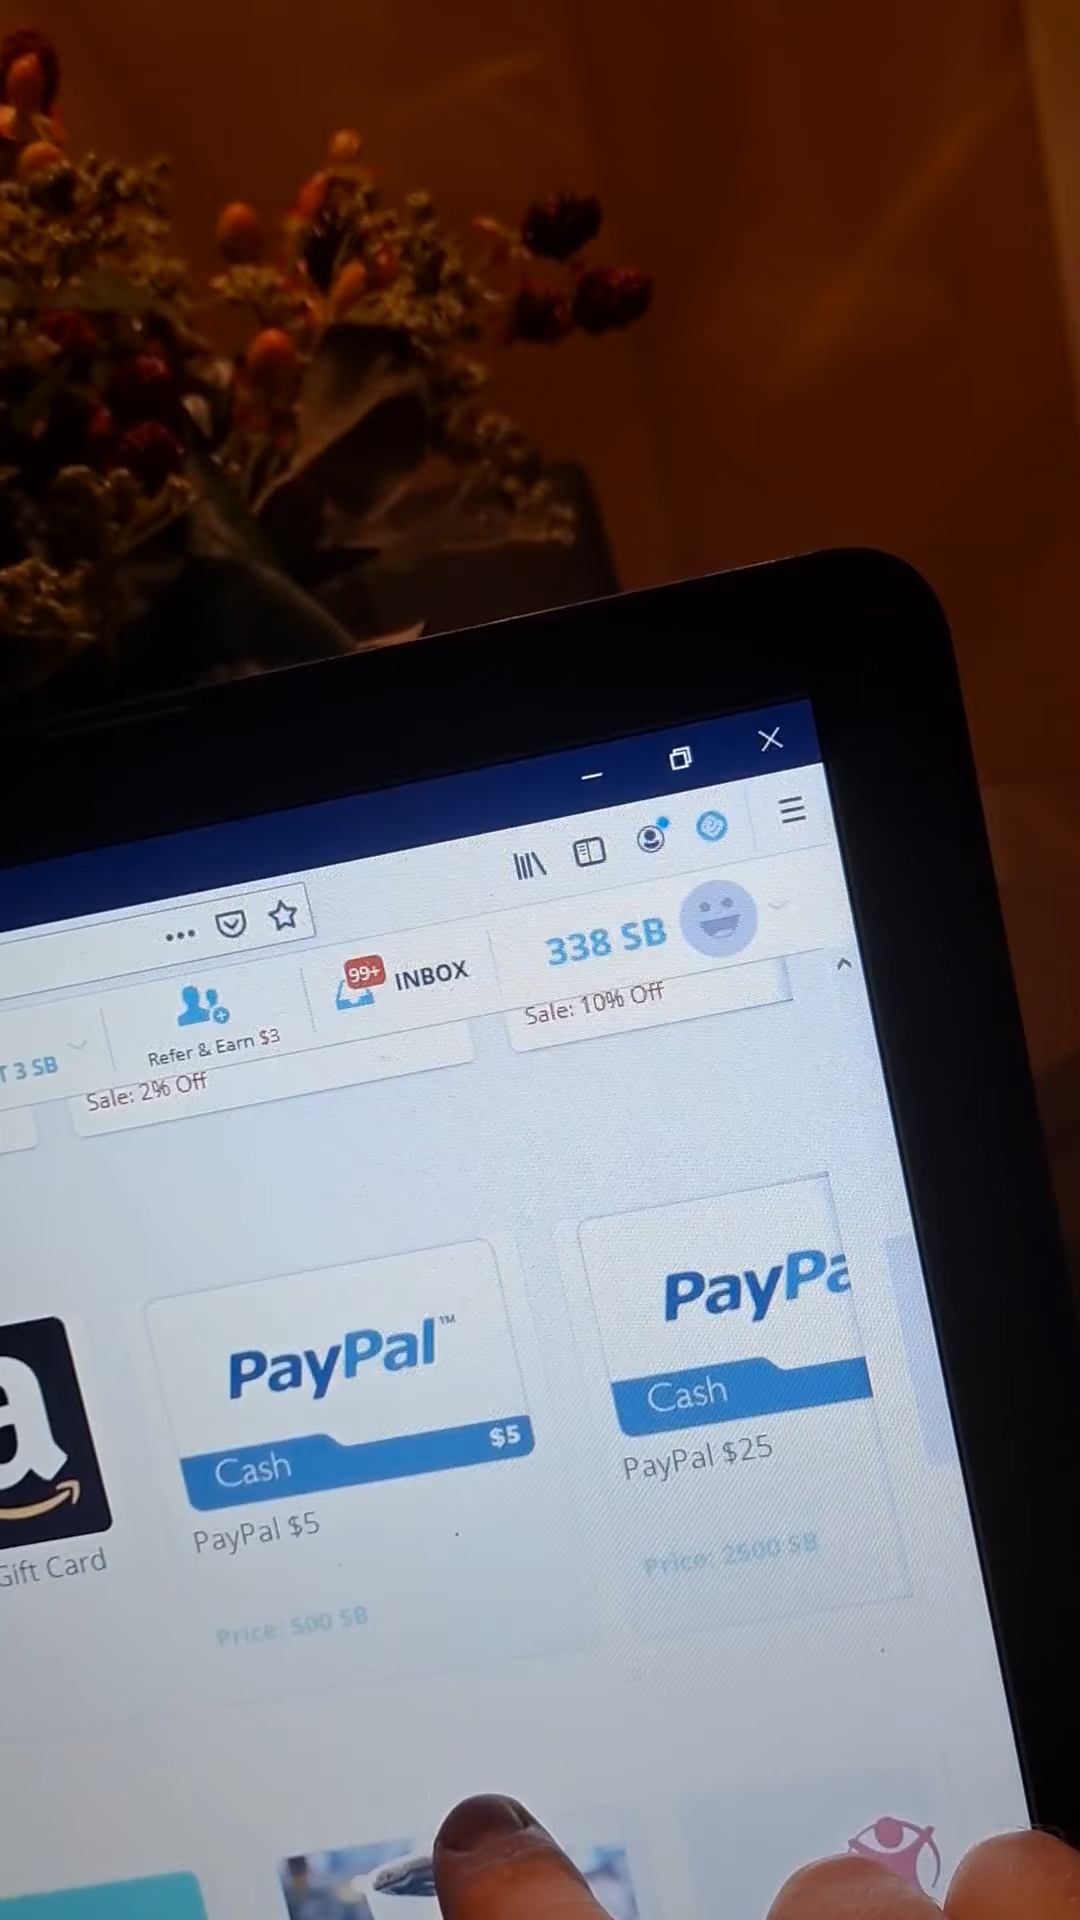 99+ INBOX
338 SB
T 3 SB
Refer & Earn $3
Sale: 2% Off
Sale: 10% Off
a
Gift Card
PayPal™
Cash $5
PayPal $5
Price: 500 SB
PayPa
Cash
PayPal $25
Price: 2500 SB